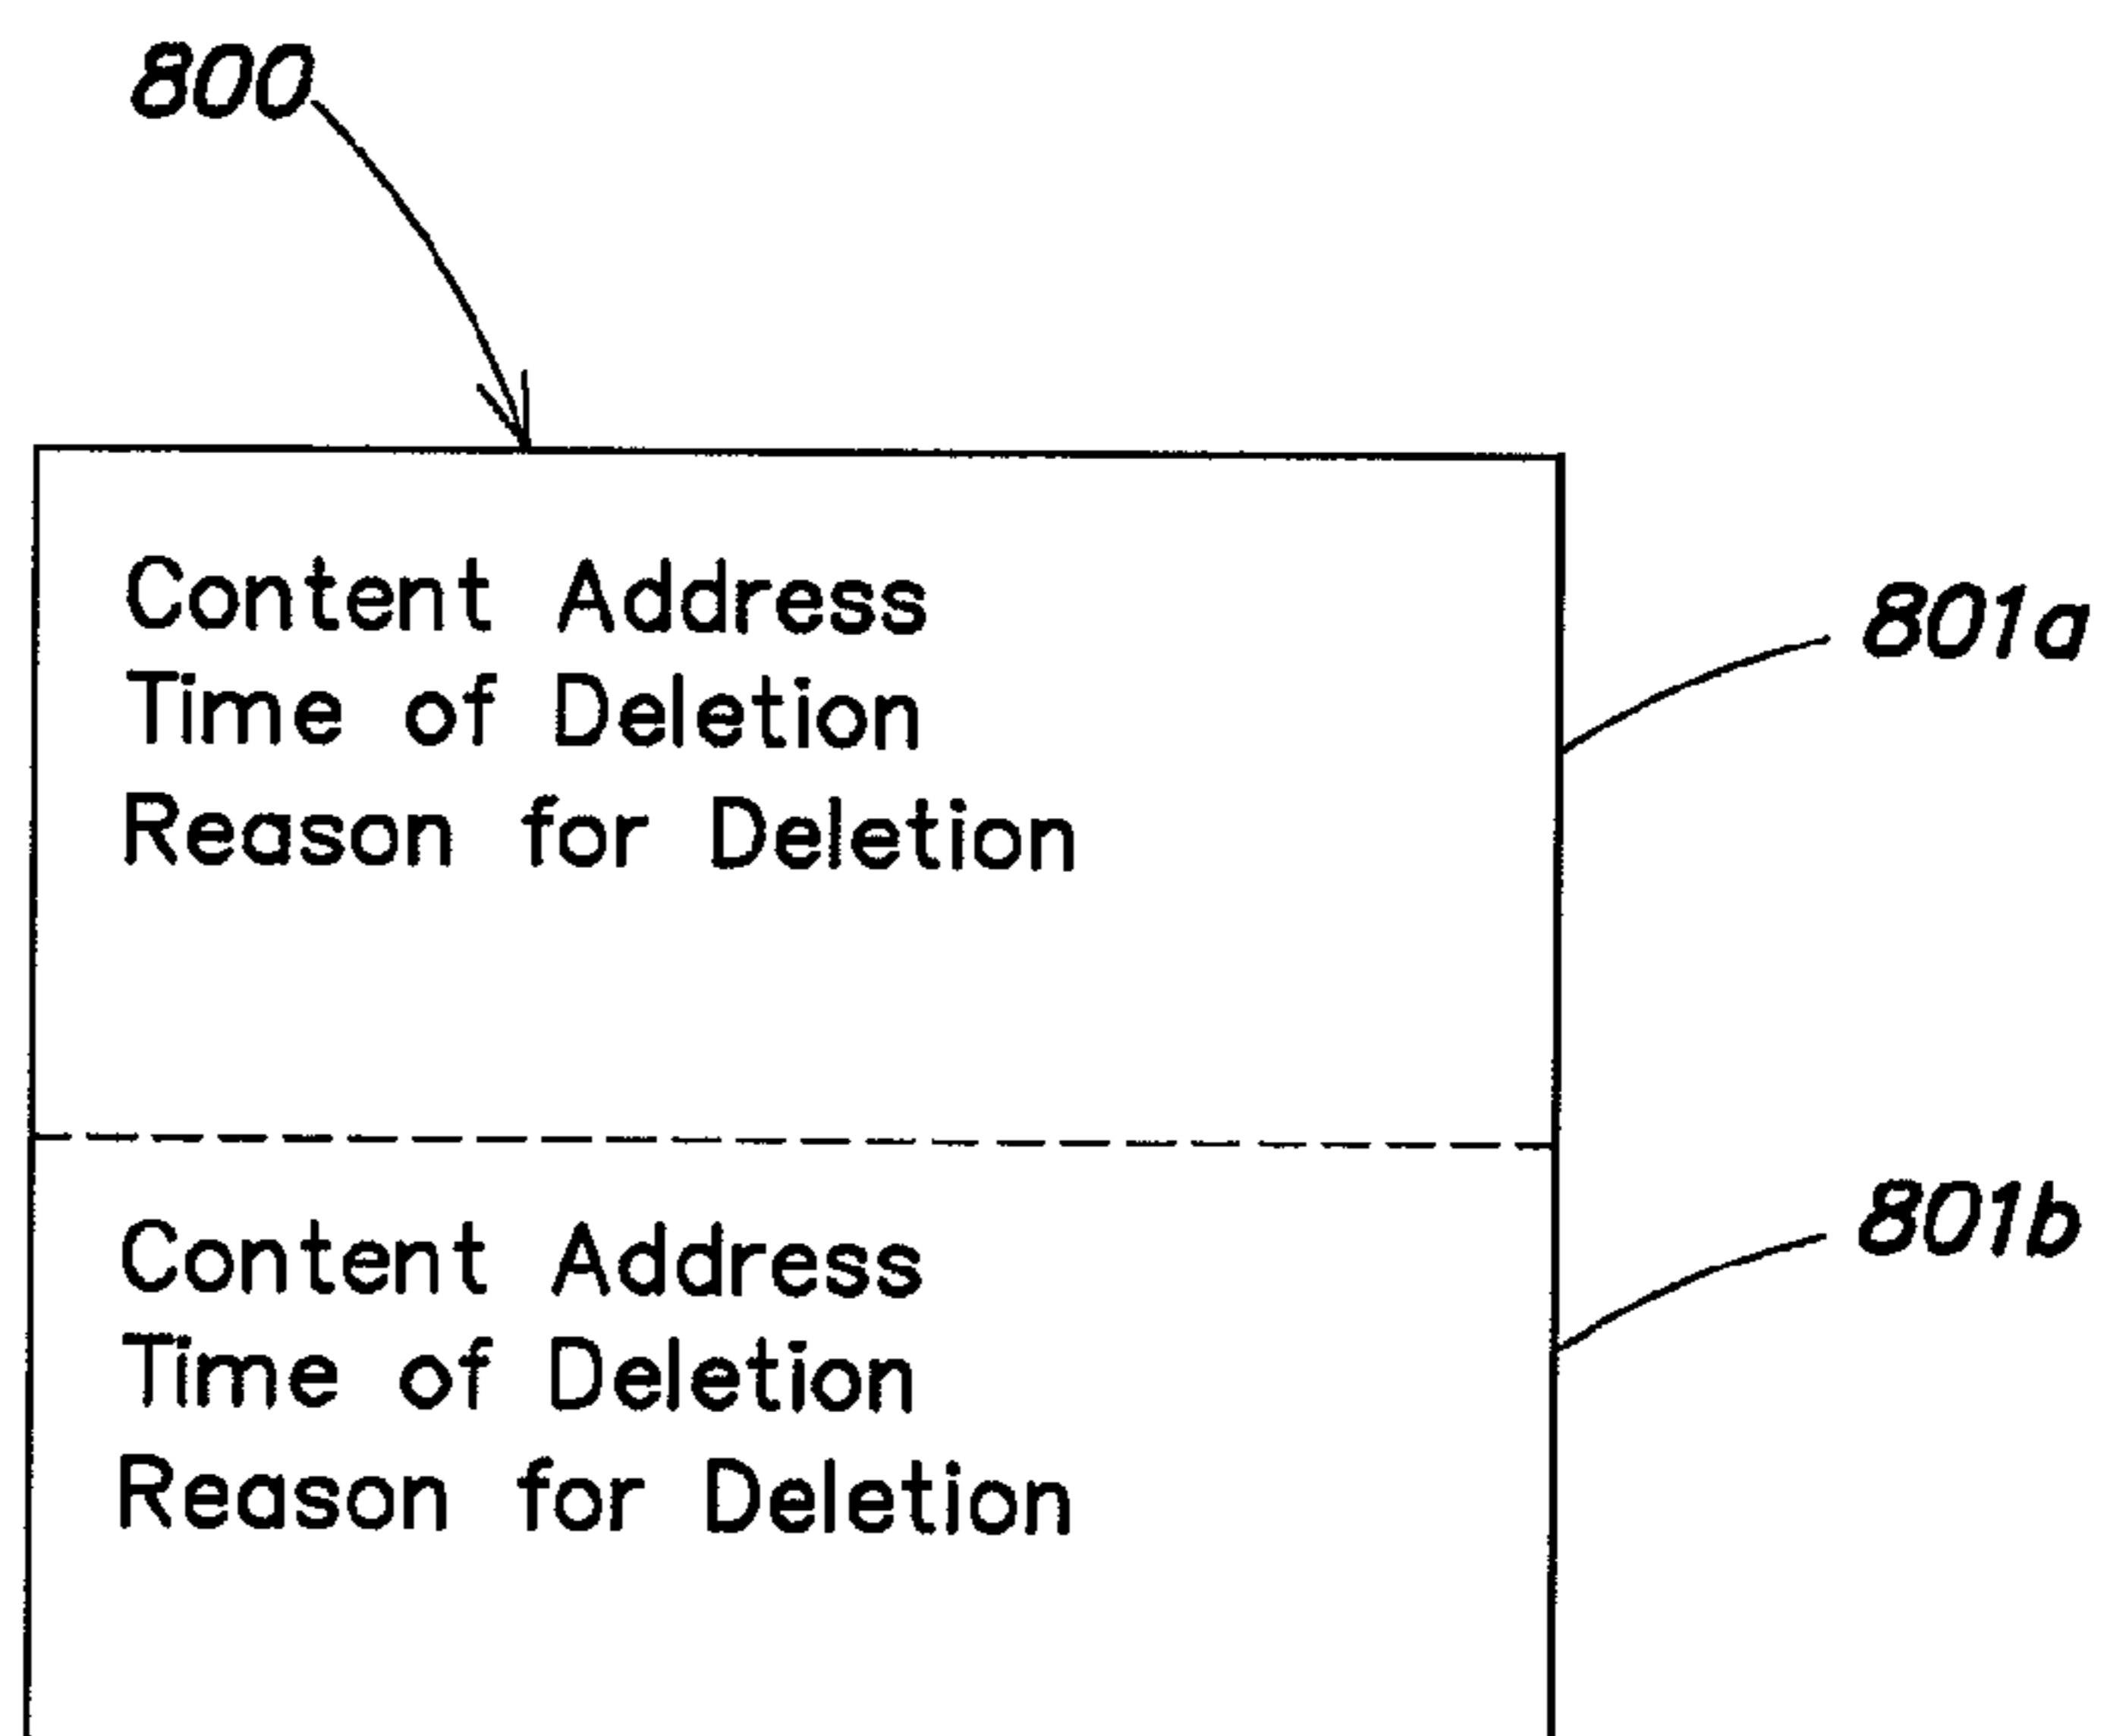 800
Content Address
Time of Deletion
Reason for Deletion
801a
Content Address
Time of Deletion
Reason for Deletion
801b